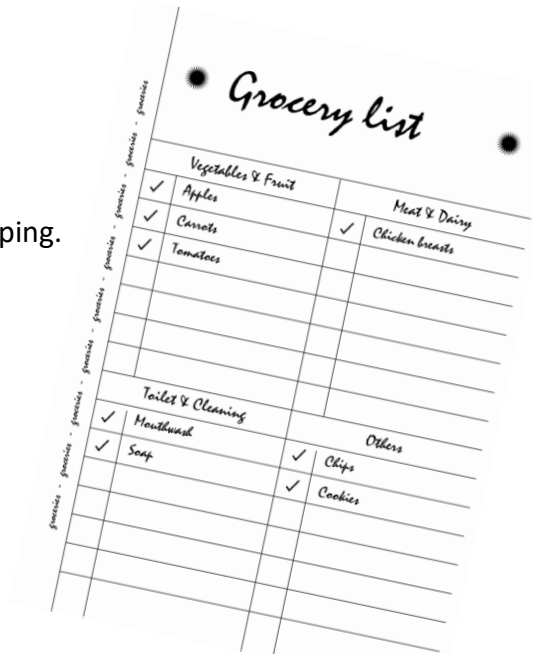 ping.
Grocery list
Vegetables & Fruit
Apples
Carrots
Tomatoes
Meat & Dairy
Chicken breasts
Toilet & Cleaning
Mouthwash
Soap
Others
Chips
Cookies
groceries - groceries - groceries - groceries - groceries - groceries - groceries